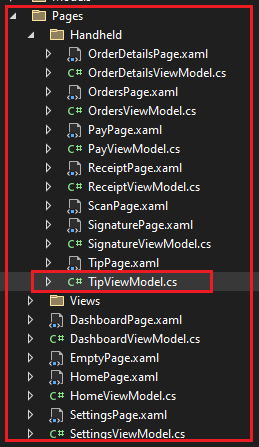 Pages
Handheld
OrderDetailsPage.xaml
C# OrderDetailsViewModel.cs
OrdersPage.xaml
C# OrdersViewModel.cs
PayPage.xaml
C# PayViewModel.cs
ReceiptPage.xaml
C# ReceiptViewModel.cs
ScanPage.xaml
SignaturePage.xaml
C# SignatureViewModel.cs
TipPage.xaml
C# TipViewModel.cs
Views
DashboardPage.xaml
C# DashboardViewModel.cs
EmptyPage.xaml
HomePage.xaml
C# HomeViewModel.cs
SettingsPage.xaml
C# SettingsViewModel.cs